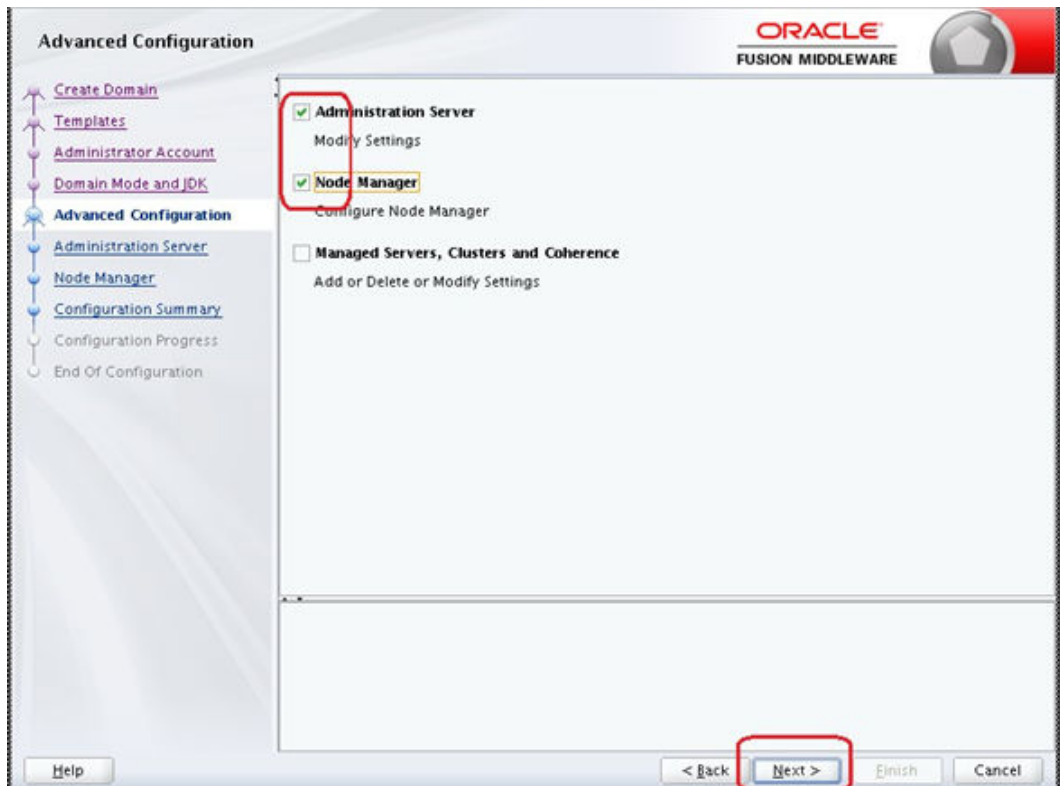 Advanced Configuration
ORACLE
FUSION MIDDLEWARE
Create Domain
Templates
Administrator Account
Domain Mode and JDK
Advanced Configuration
Administration Server
Node Manager
Configuration Summary
Configuration Progress
End Of Configuration
Administration Server
Modify Settings
Node Manager
Configure Node Manager
Managed Servers, Clusters and Coherence
Add or Delete or Modify Settings
Help
< Back
Next >
Finish
Cancel